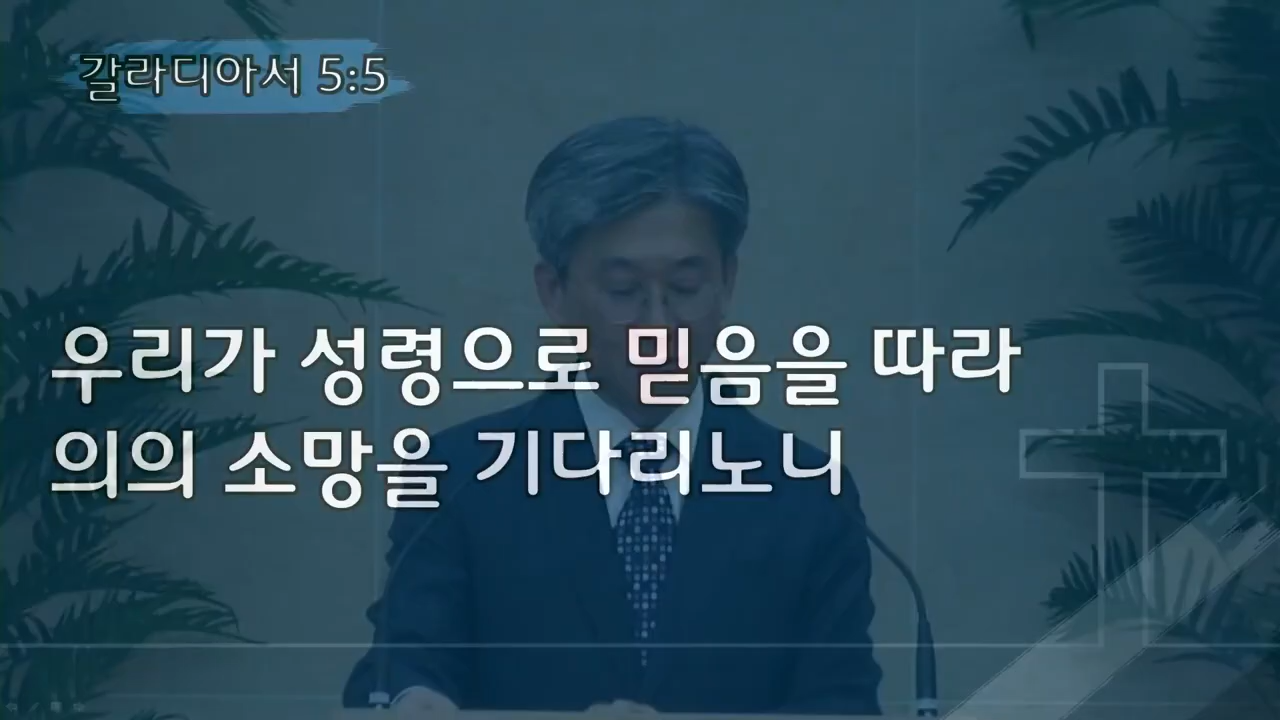 갈라디아서 5:5
우리가 성령으로 믿음을 따라
의의 소망을 기다리노니